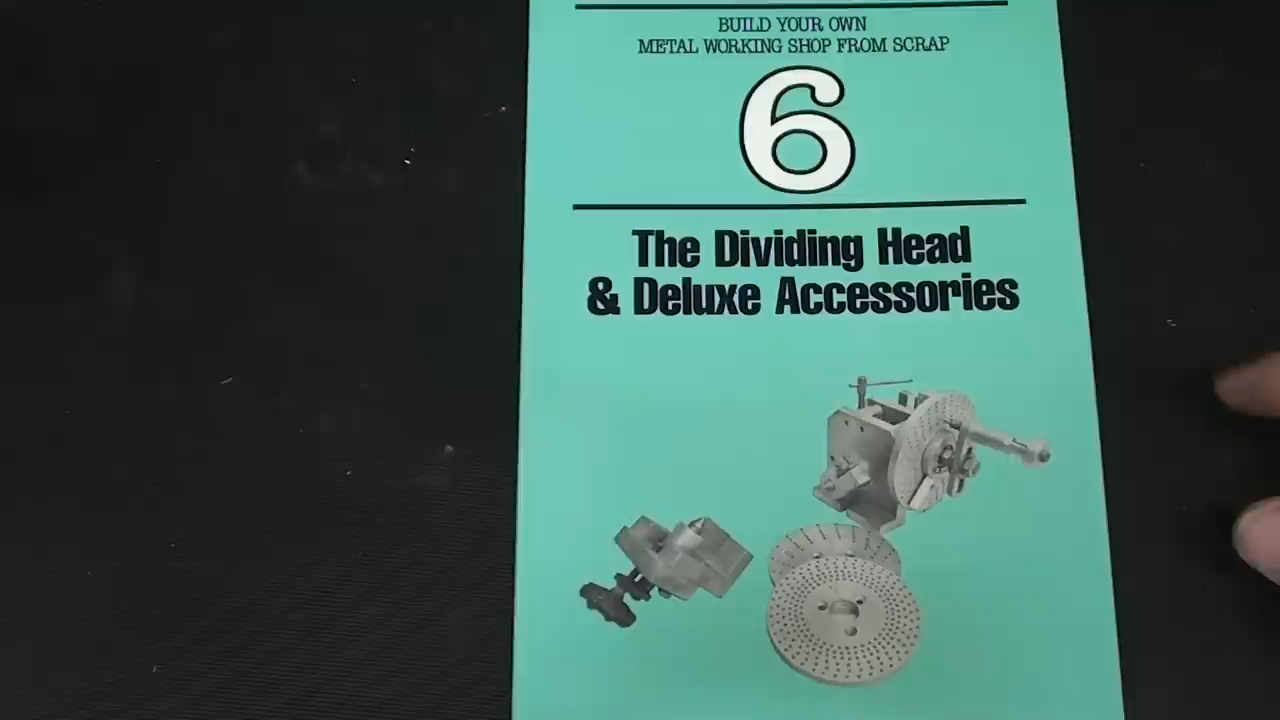 BUILD YOUR OWN
METAL WORKING SHOP FROM SCRAP
6
The Dividing Head
& Deluxe Accessories